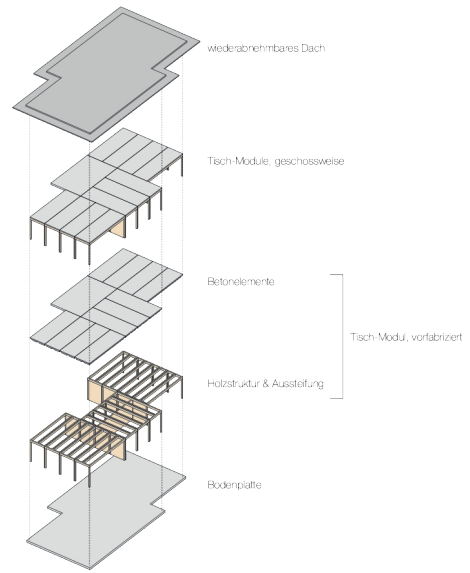 wiederabnehmbares Dach
Tisch-Module, geschossweise
Betonelemente
Tisch-Modul, vorfabriziert
Holzstruktur & Aussteifung
Bodenplatte